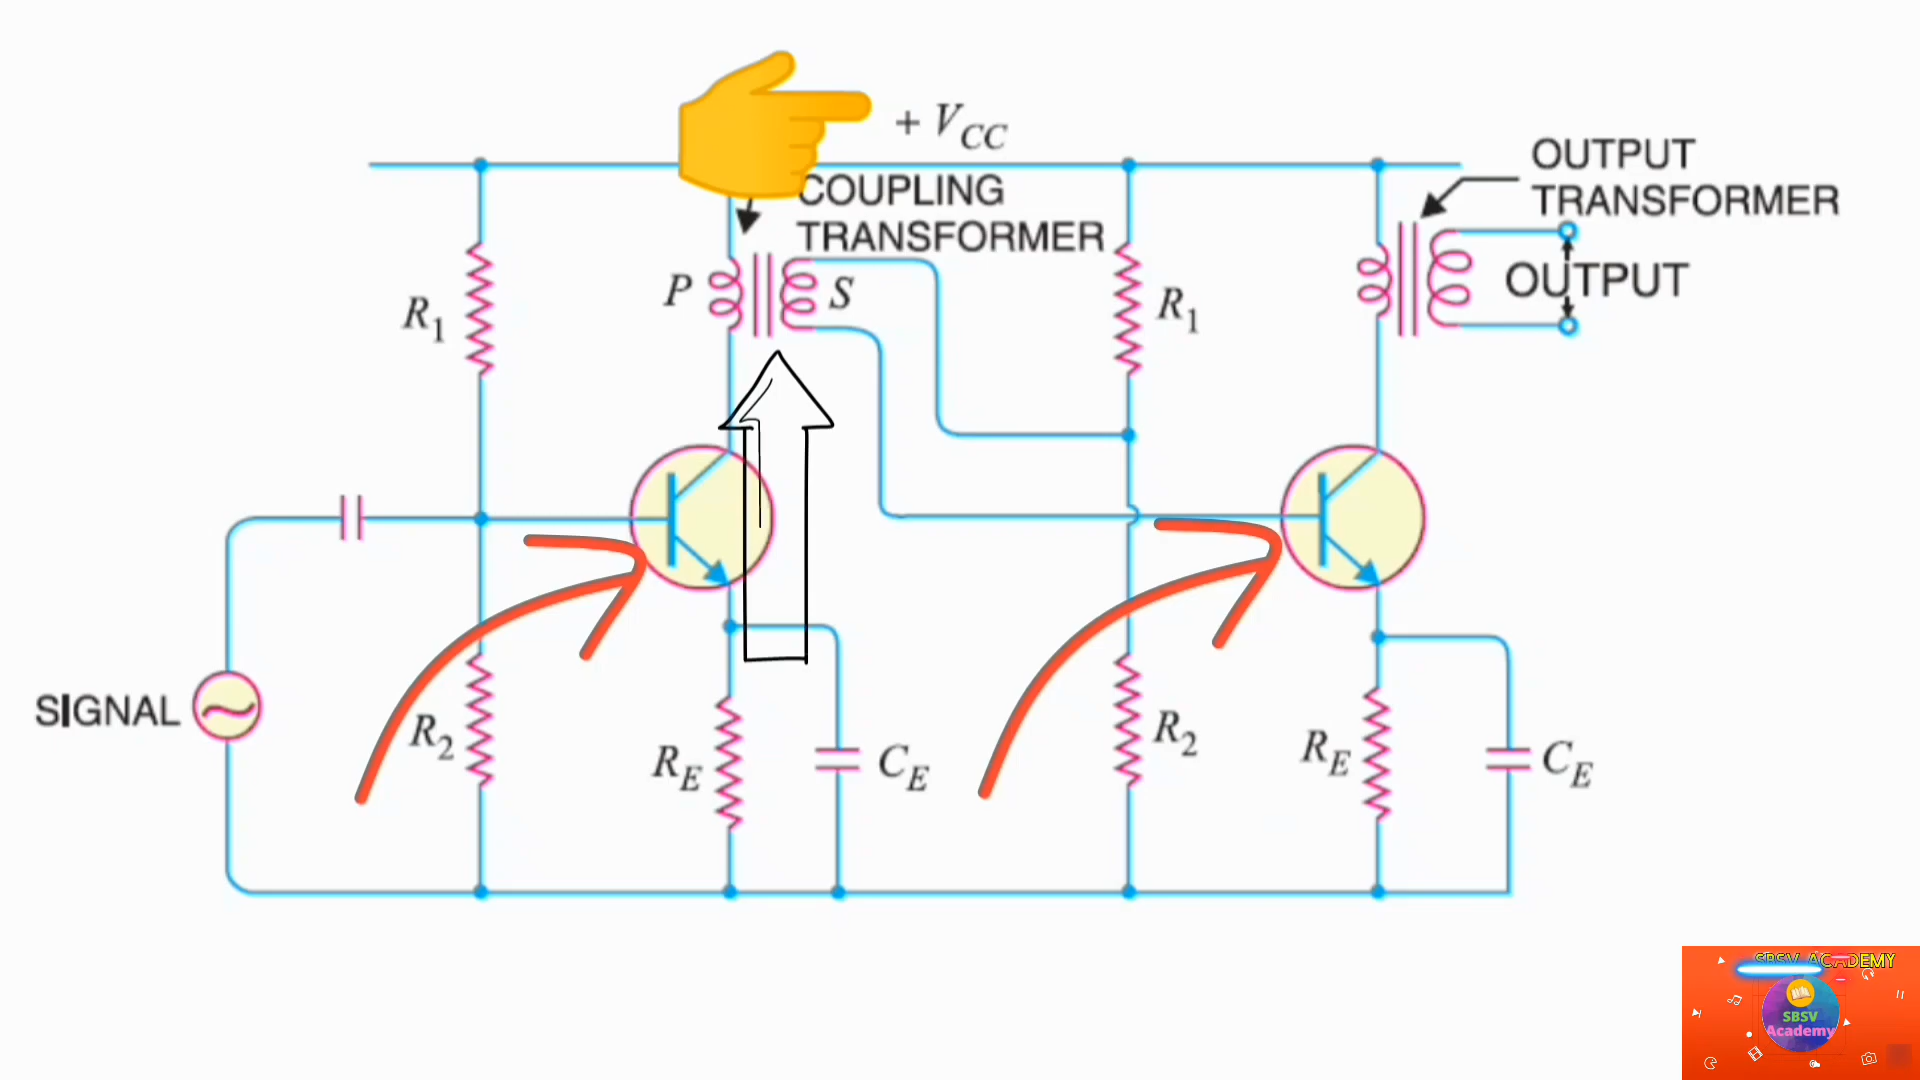 + VCC
COUPLING
TRANSFORMER
OUTPUT
TRANSFORMER
P
S
OUTPUT
R1
R1
SIGNAL
R2
RE
CE
R2
RE
CE
SBSV ACADEMY
SBSV
Academy